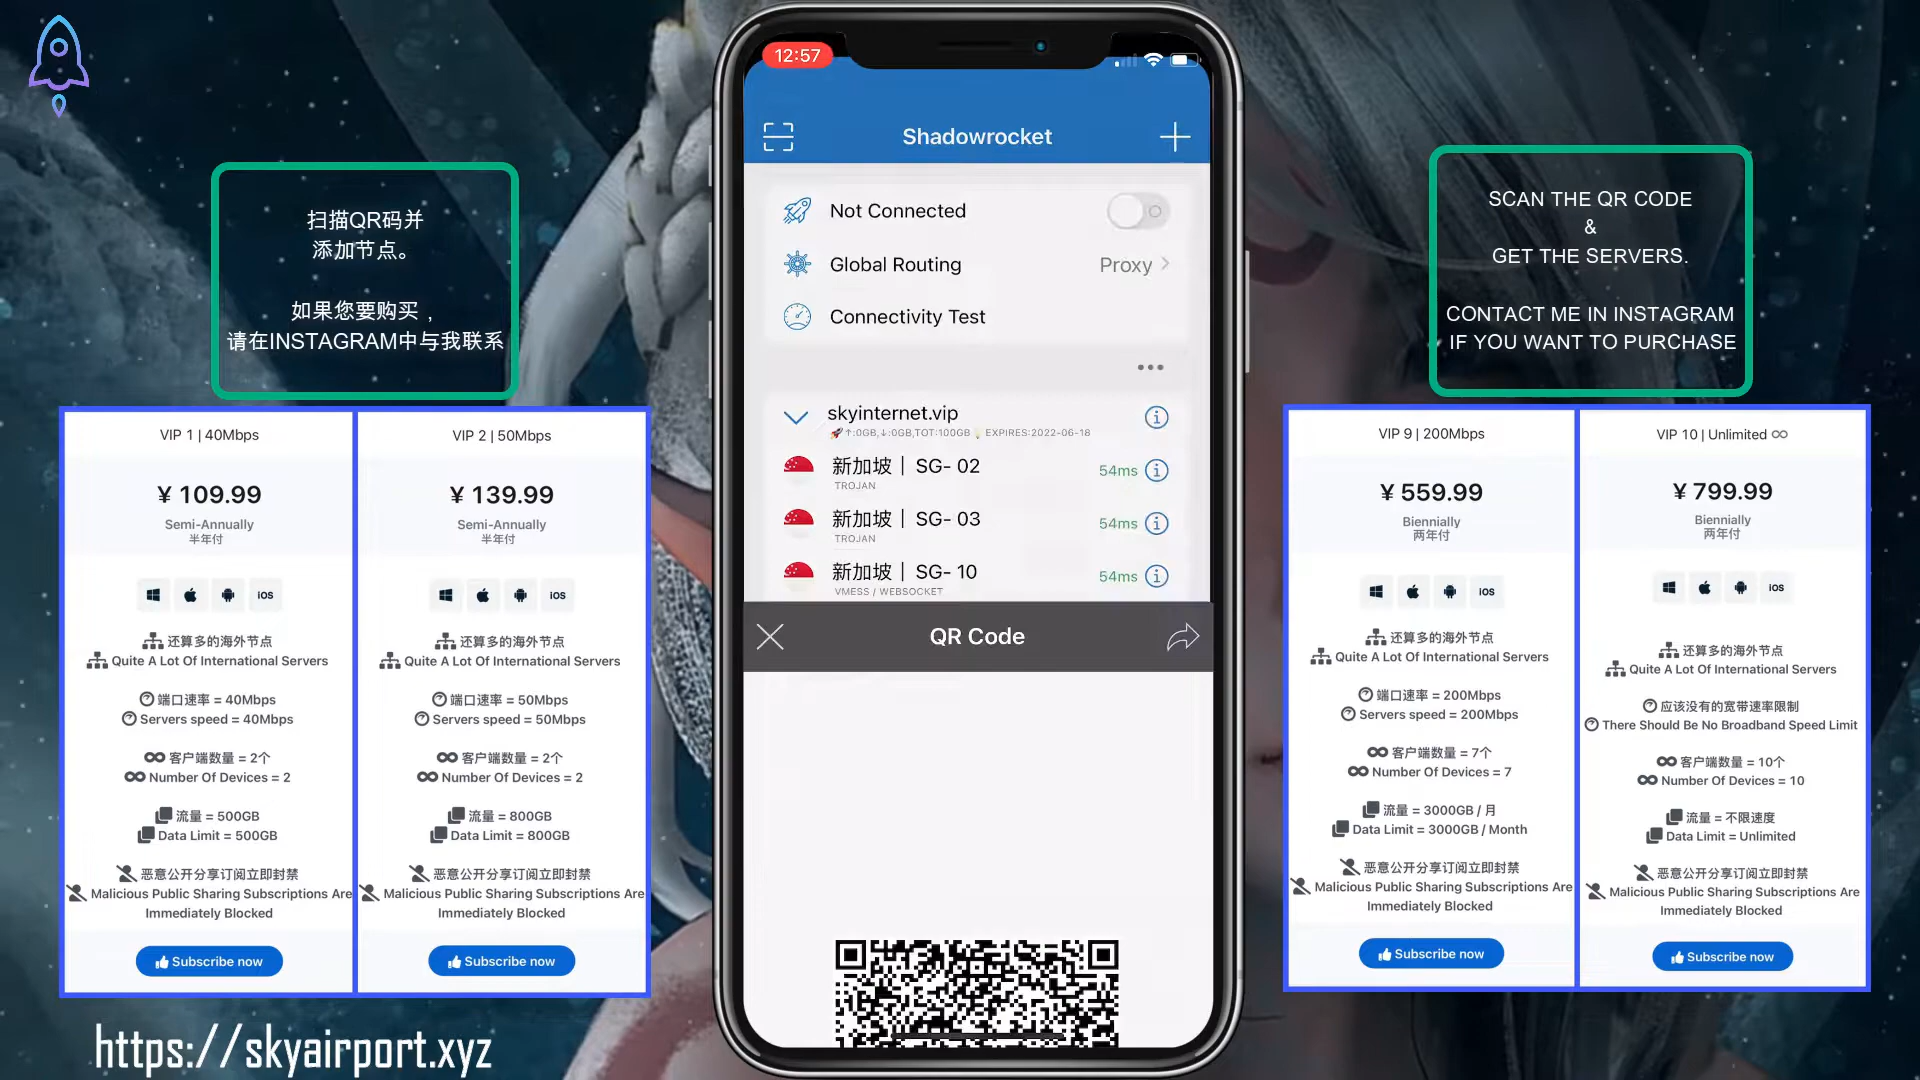 12:57
Shadowrocket
Not Connected
Global Routing
Proxy
Connectivity Test
skyinternet.vip
↑:0GB,↓:0GB,TOT:100GB EXPIRES:2022-06-18
新加坡｜ SG- 02
54ms
TROJAN
新加坡｜ SG- 03
54ms
TROJAN
新加坡｜ SG- 10
54ms
VMESS / WEBSOCKET
QR Code
扫描QR码并
添加节点。
如果您要购买，
请在INSTAGRAM中与我联系
SCAN THE QR CODE
&
GET THE SERVERS.
CONTACT ME IN INSTAGRAM
IF YOU WANT TO PURCHASE
VIP 1 | 40Mbps
¥ 109.99
Semi-Annually
半年付
iOS
还算多的海外节点
Quite A Lot Of International Servers
端口速率 = 40Mbps
Servers speed = 40Mbps
客户端数量 = 2个
Number Of Devices = 2
流量 = 500GB
Data Limit = 500GB
恶意公开分享订阅立即封禁
Malicious Public Sharing Subscriptions Are
Immediately Blocked
Subscribe now
VIP 2 | 50Mbps
¥ 139.99
Semi-Annually
半年付
iOS
还算多的海外节点
Quite A Lot Of International Servers
端口速率 = 50Mbps
Servers speed = 50Mbps
客户端数量 = 2个
Number Of Devices = 2
流量 = 800GB
Data Limit = 800GB
恶意公开分享订阅立即封禁
Malicious Public Sharing Subscriptions Are
Immediately Blocked
Subscribe now
VIP 9 | 200Mbps
¥ 559.99
Biennially
两年付
iOS
还算多的海外节点
Quite A Lot Of International Servers
端口速率 = 200Mbps
Servers speed = 200Mbps
客户端数量 = 7个
Number Of Devices = 7
流量 = 3000GB / 月
Data Limit = 3000GB / Month
恶意公开分享订阅立即封禁
Malicious Public Sharing Subscriptions Are
Immediately Blocked
Subscribe now
VIP 10 | Unlimited ∞
¥ 799.99
Biennially
两年付
iOS
还算多的海外节点
Quite A Lot Of International Servers
应该没有的宽带速率限制
There Should Be No Broadband Speed Limit
客户端数量 = 10个
Number Of Devices = 10
流量 = 不限速度
Data Limit = Unlimited
恶意公开分享订阅立即封禁
Malicious Public Sharing Subscriptions Are
Immediately Blocked
Subscribe now
https://skyairport.xyz